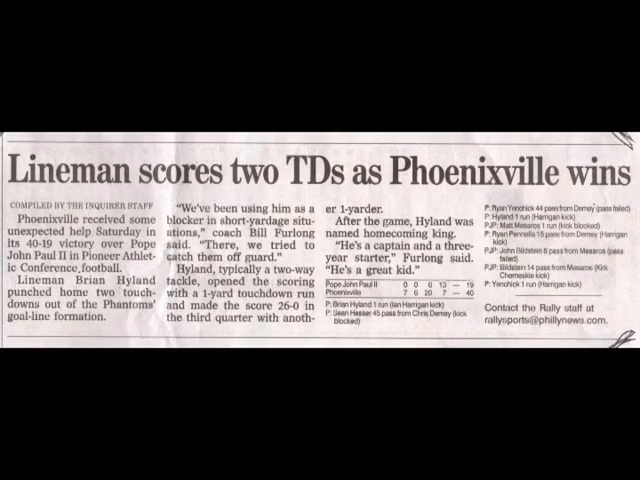 Lineman scores two TDs as Phoenixville wins
COMPILED BY THE INQUIRER STAFF
Phoenixville received some
unexpected help Saturday in
its 40-19 victory over Pope
John Paul II in Pioneer Athlet-
ic Conference football.
Lineman Brian Hyland
punched home two touch-
downs out of the Phantoms'
goal-line formation.
"We've been using him as a
blocker in short-yardage situ-
ations," coach Bill Furlong
said. "There, we tried to
catch them off guard."
Hyland, typically a two-way
tackle, opened the scoring
with a 1-yard touchdown run
and made the score 26-0 in
the third quarter with anoth-
er 1-yarder.
After the game, Hyland was
named homecoming king.
"He's a captain and a three-
year starter," Furlong said.
"He's a great kid."
Pope John Paul II 0 0 6 13 — 19
Phoenixville 7 6 20 7 — 40
P: Brian Hyland 1 run (Ian Harrigan kick)
P: Sean Hesser 45 pass from Chris Demey (kick
blocked)
P: Ryan Yenchick 44 pass from Demey (pass failed)
P: Hyland 1 run (Harrigan kick)
PJP: Matt Mesaros 1 run (kick blocked)
P: Ryan Pannella 15 pass from Demey (Harrigan
kick)
PJP: John Bildstein 8 pass from Mesaros (pass
failed)
PJP: Bildstein 14 pass from Mesaros (Kirk
Cherneskie kick)
P: Yenchick 1 run (Harrigan kick)
Contact the Rally staff at
rallysports@phillynews.com.